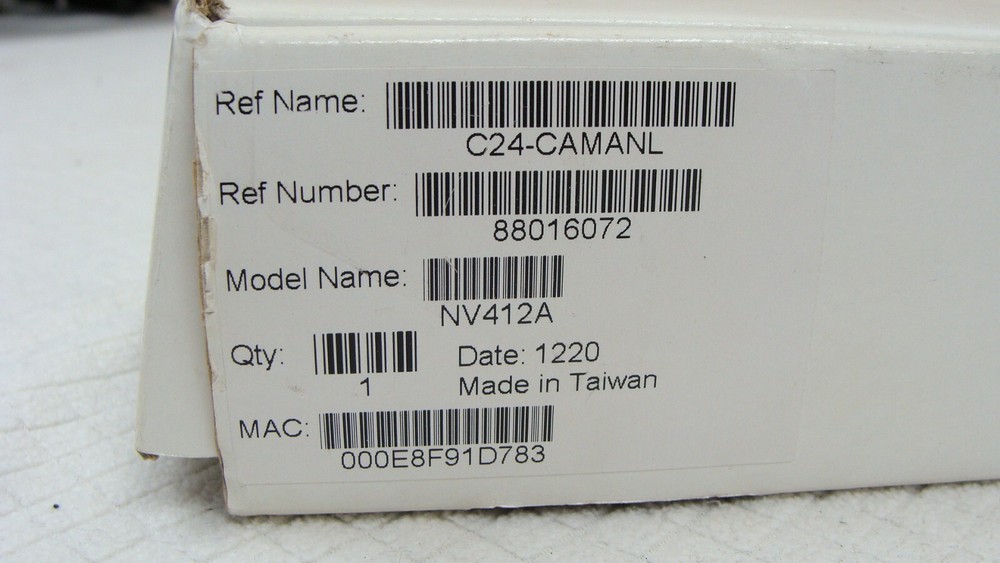 Ref Name:
C24-CAMANL
Ref Number:
88016072
Model Name:
NV412A
Qty:
1
Date: 1220
Made in Taiwan
MAC:
000E8F91D783